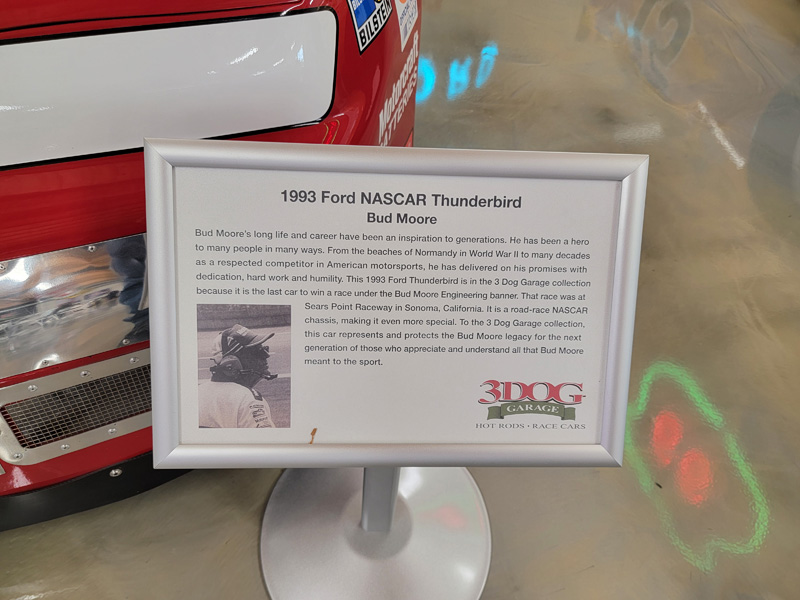 BILSTEIN
Motorcraft
BATTERIES
1993 Ford NASCAR Thunderbird
Bud Moore
Bud Moore's long life and career have been an inspiration to generations. He has been a hero
to many people in many ways. From the beaches of Normandy in World War II to many decades
as a respected competitor in American motorsports, he has delivered on his promises with
dedication, hard work and humility. This 1993 Ford Thunderbird is in the 3 Dog Garage collection
because it is the last car to win a race under the Bud Moore Engineering banner. That race was at
Sears Point Raceway in Sonoma, California. It is a road-race NASCAR
chassis, making it even more special. To the 3 Dog Garage collection,
this car represents and protects the Bud Moore legacy for the next
generation of those who appreciate and understand all that Bud Moore
meant to the sport.
3DOG
GARAGE
HOT RODS • RACE CARS